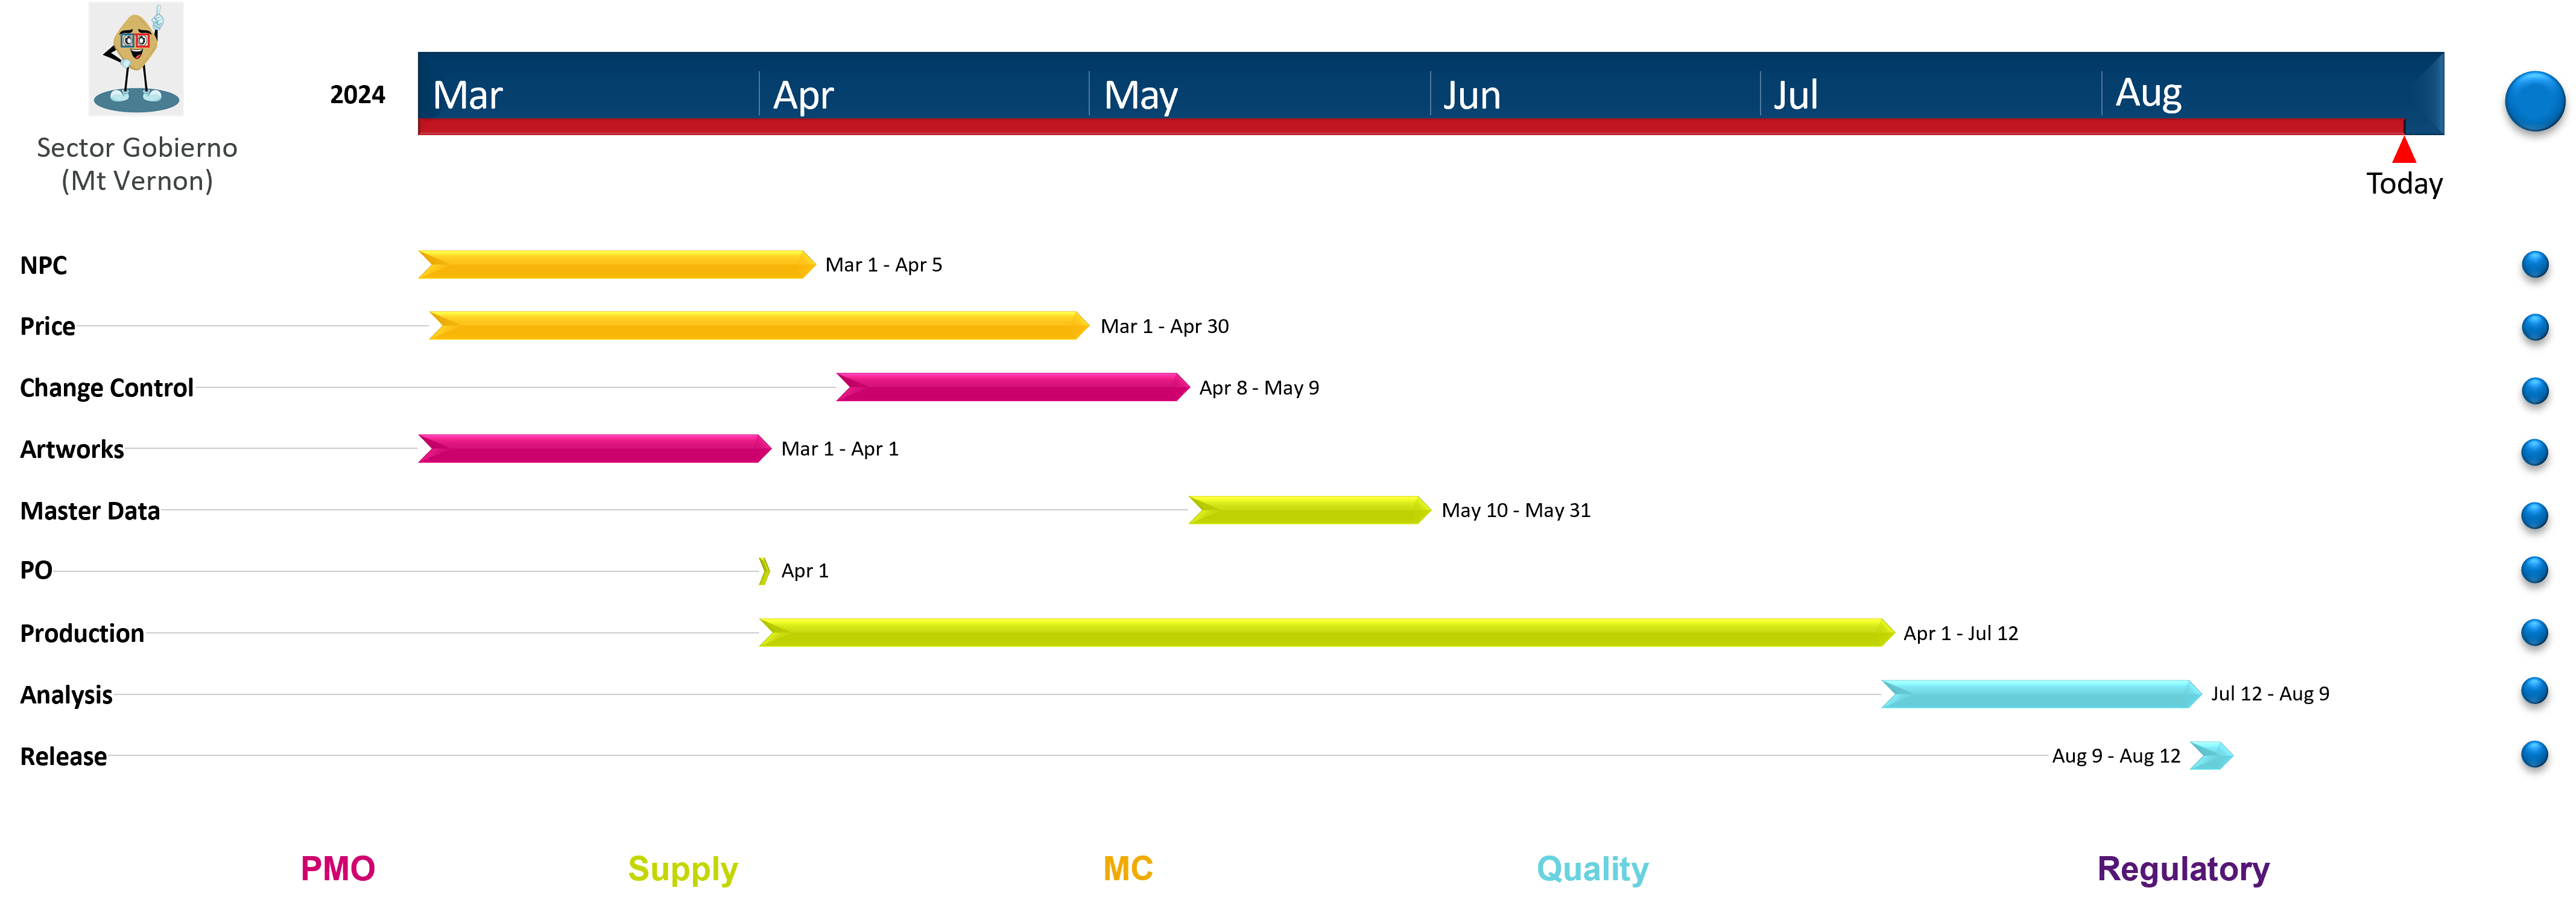 2024
Mar
Apr
May
Jun
Jul
Aug
Sector Gobierno
(Mt Vernon)
Today
NPC
Mar 1 - Apr 5
Price
Mar 1 - Apr 30
Change Control
Apr 8 - May 9
Artworks
Mar 1 - Apr 1
Master Data
May 10 - May 31
PO
Apr 1
Production
Apr 1 - Jul 12
Analysis
Jul 12 - Aug 9
Release
Aug 9 - Aug 12
PMO
Supply
MC
Quality
Regulatory